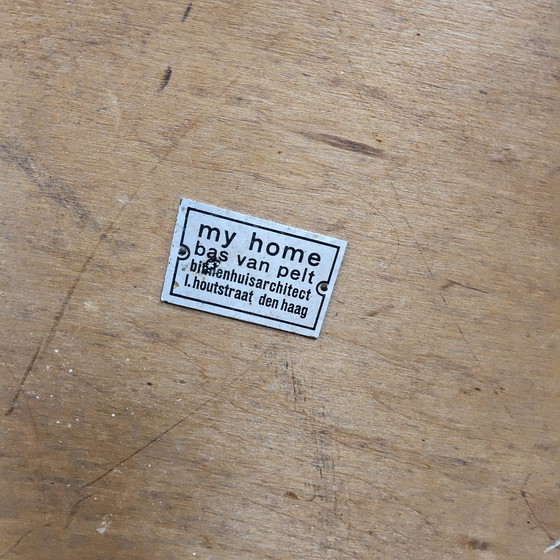 my home
bas van pelt
binnenhuisarchitect
l. houtstraat den haag